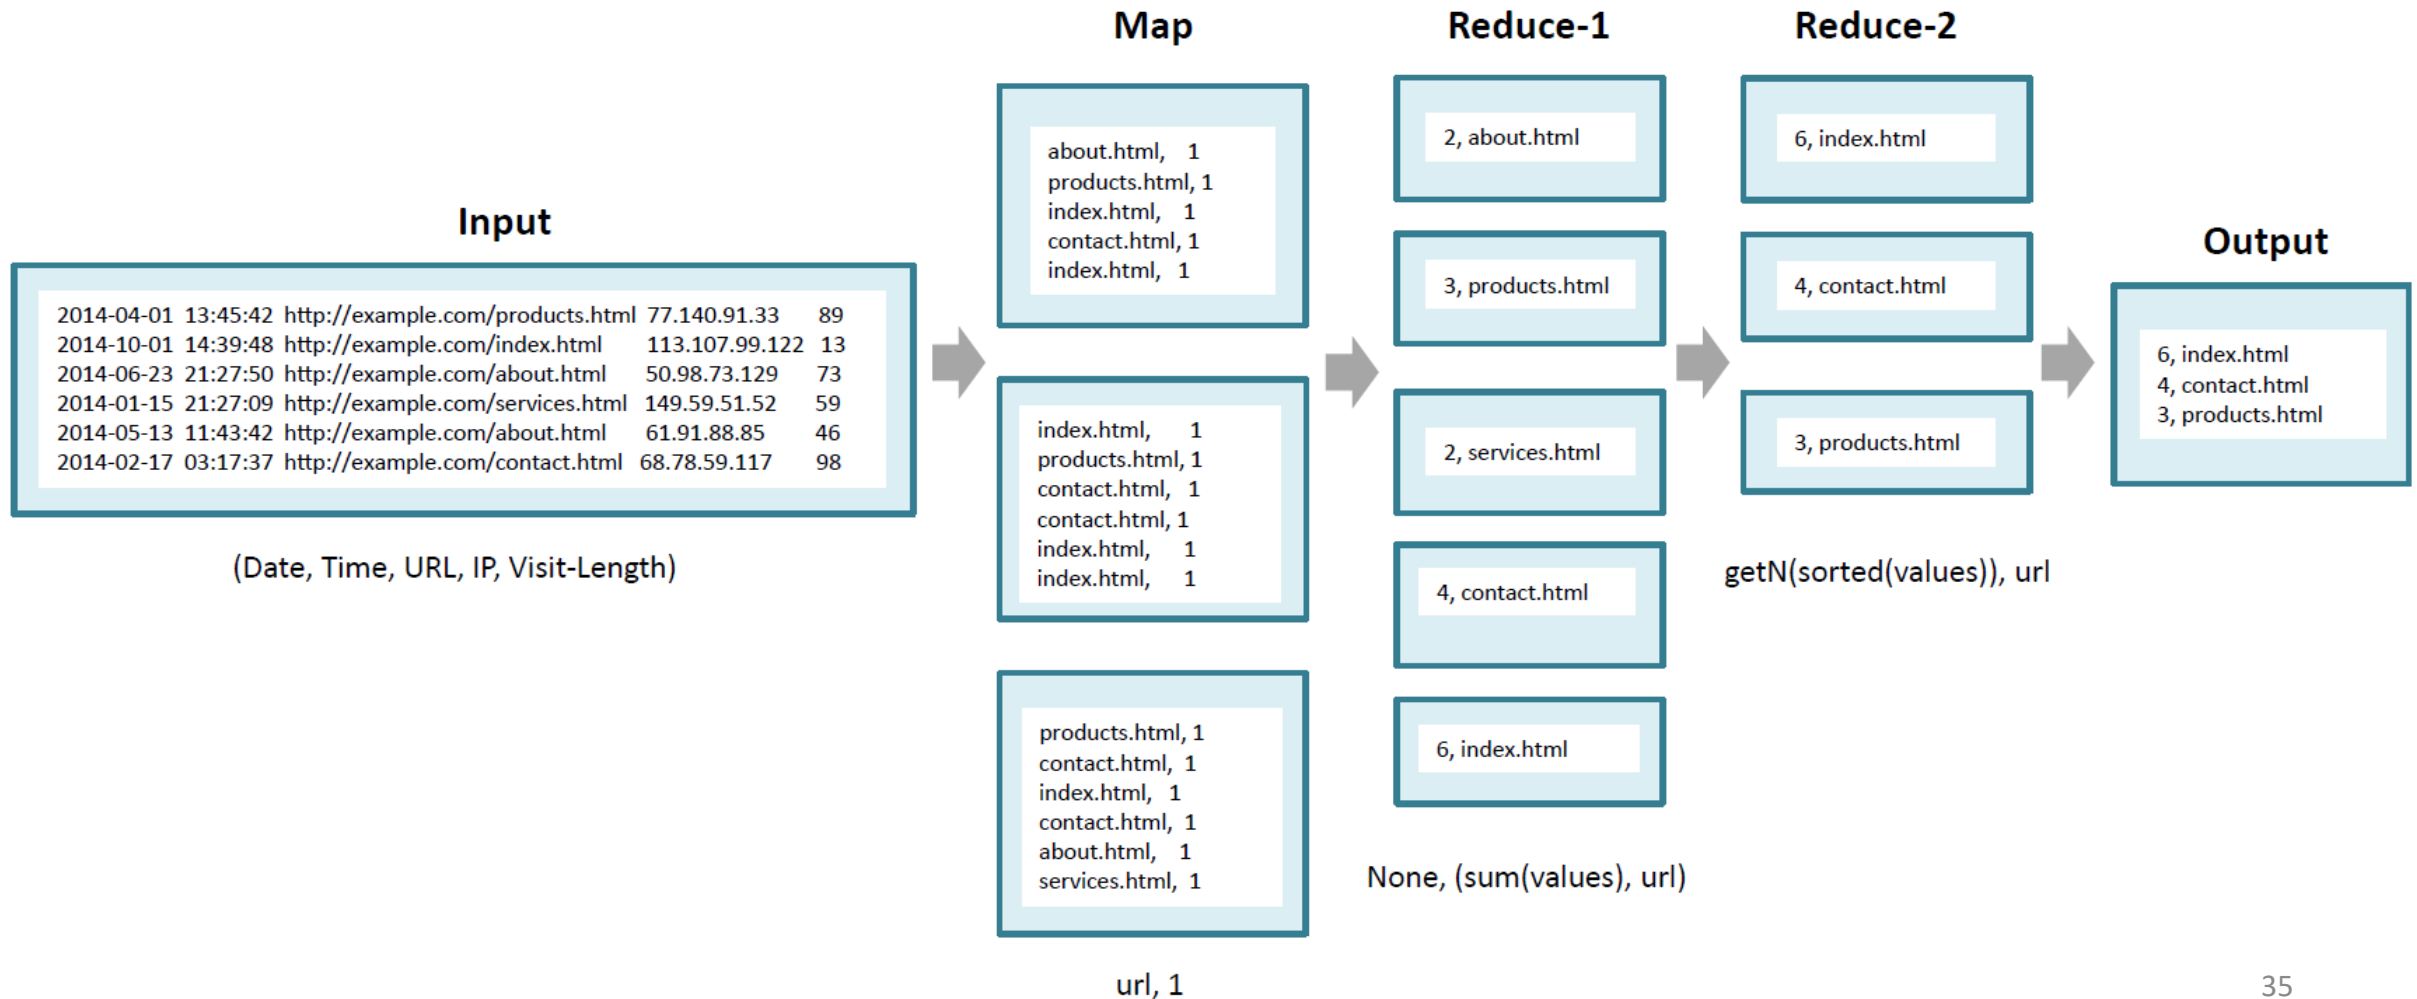 Input
2014-04-01 13:45:42 http://example.com/products.html 77.140.91.33 89
2014-10-01 14:39:48 http://example.com/index.html 113.107.99.122 13
2014-06-23 21:27:50 http://example.com/about.html 50.98.73.129 73
2014-01-15 21:27:09 http://example.com/services.html 149.59.51.52 59
2014-05-13 11:43:42 http://example.com/about.html 61.91.88.85 46
2014-02-17 03:17:37 http://example.com/contact.html 68.78.59.117 98
(Date, Time, URL, IP, Visit-Length)
Map
about.html, 1
products.html, 1
index.html, 1
contact.html, 1
index.html, 1
index.html, 1
products.html, 1
contact.html, 1
contact.html, 1
index.html, 1
index.html, 1
products.html, 1
contact.html, 1
index.html, 1
contact.html, 1
about.html, 1
services.html, 1
url, 1
Reduce-1
2, about.html
3, products.html
2, services.html
4, contact.html
6, index.html
None, (sum(values), url)
Reduce-2
6, index.html
4, contact.html
3, products.html
getN(sorted(values)), url
Output
6, index.html
4, contact.html
3, products.html
35